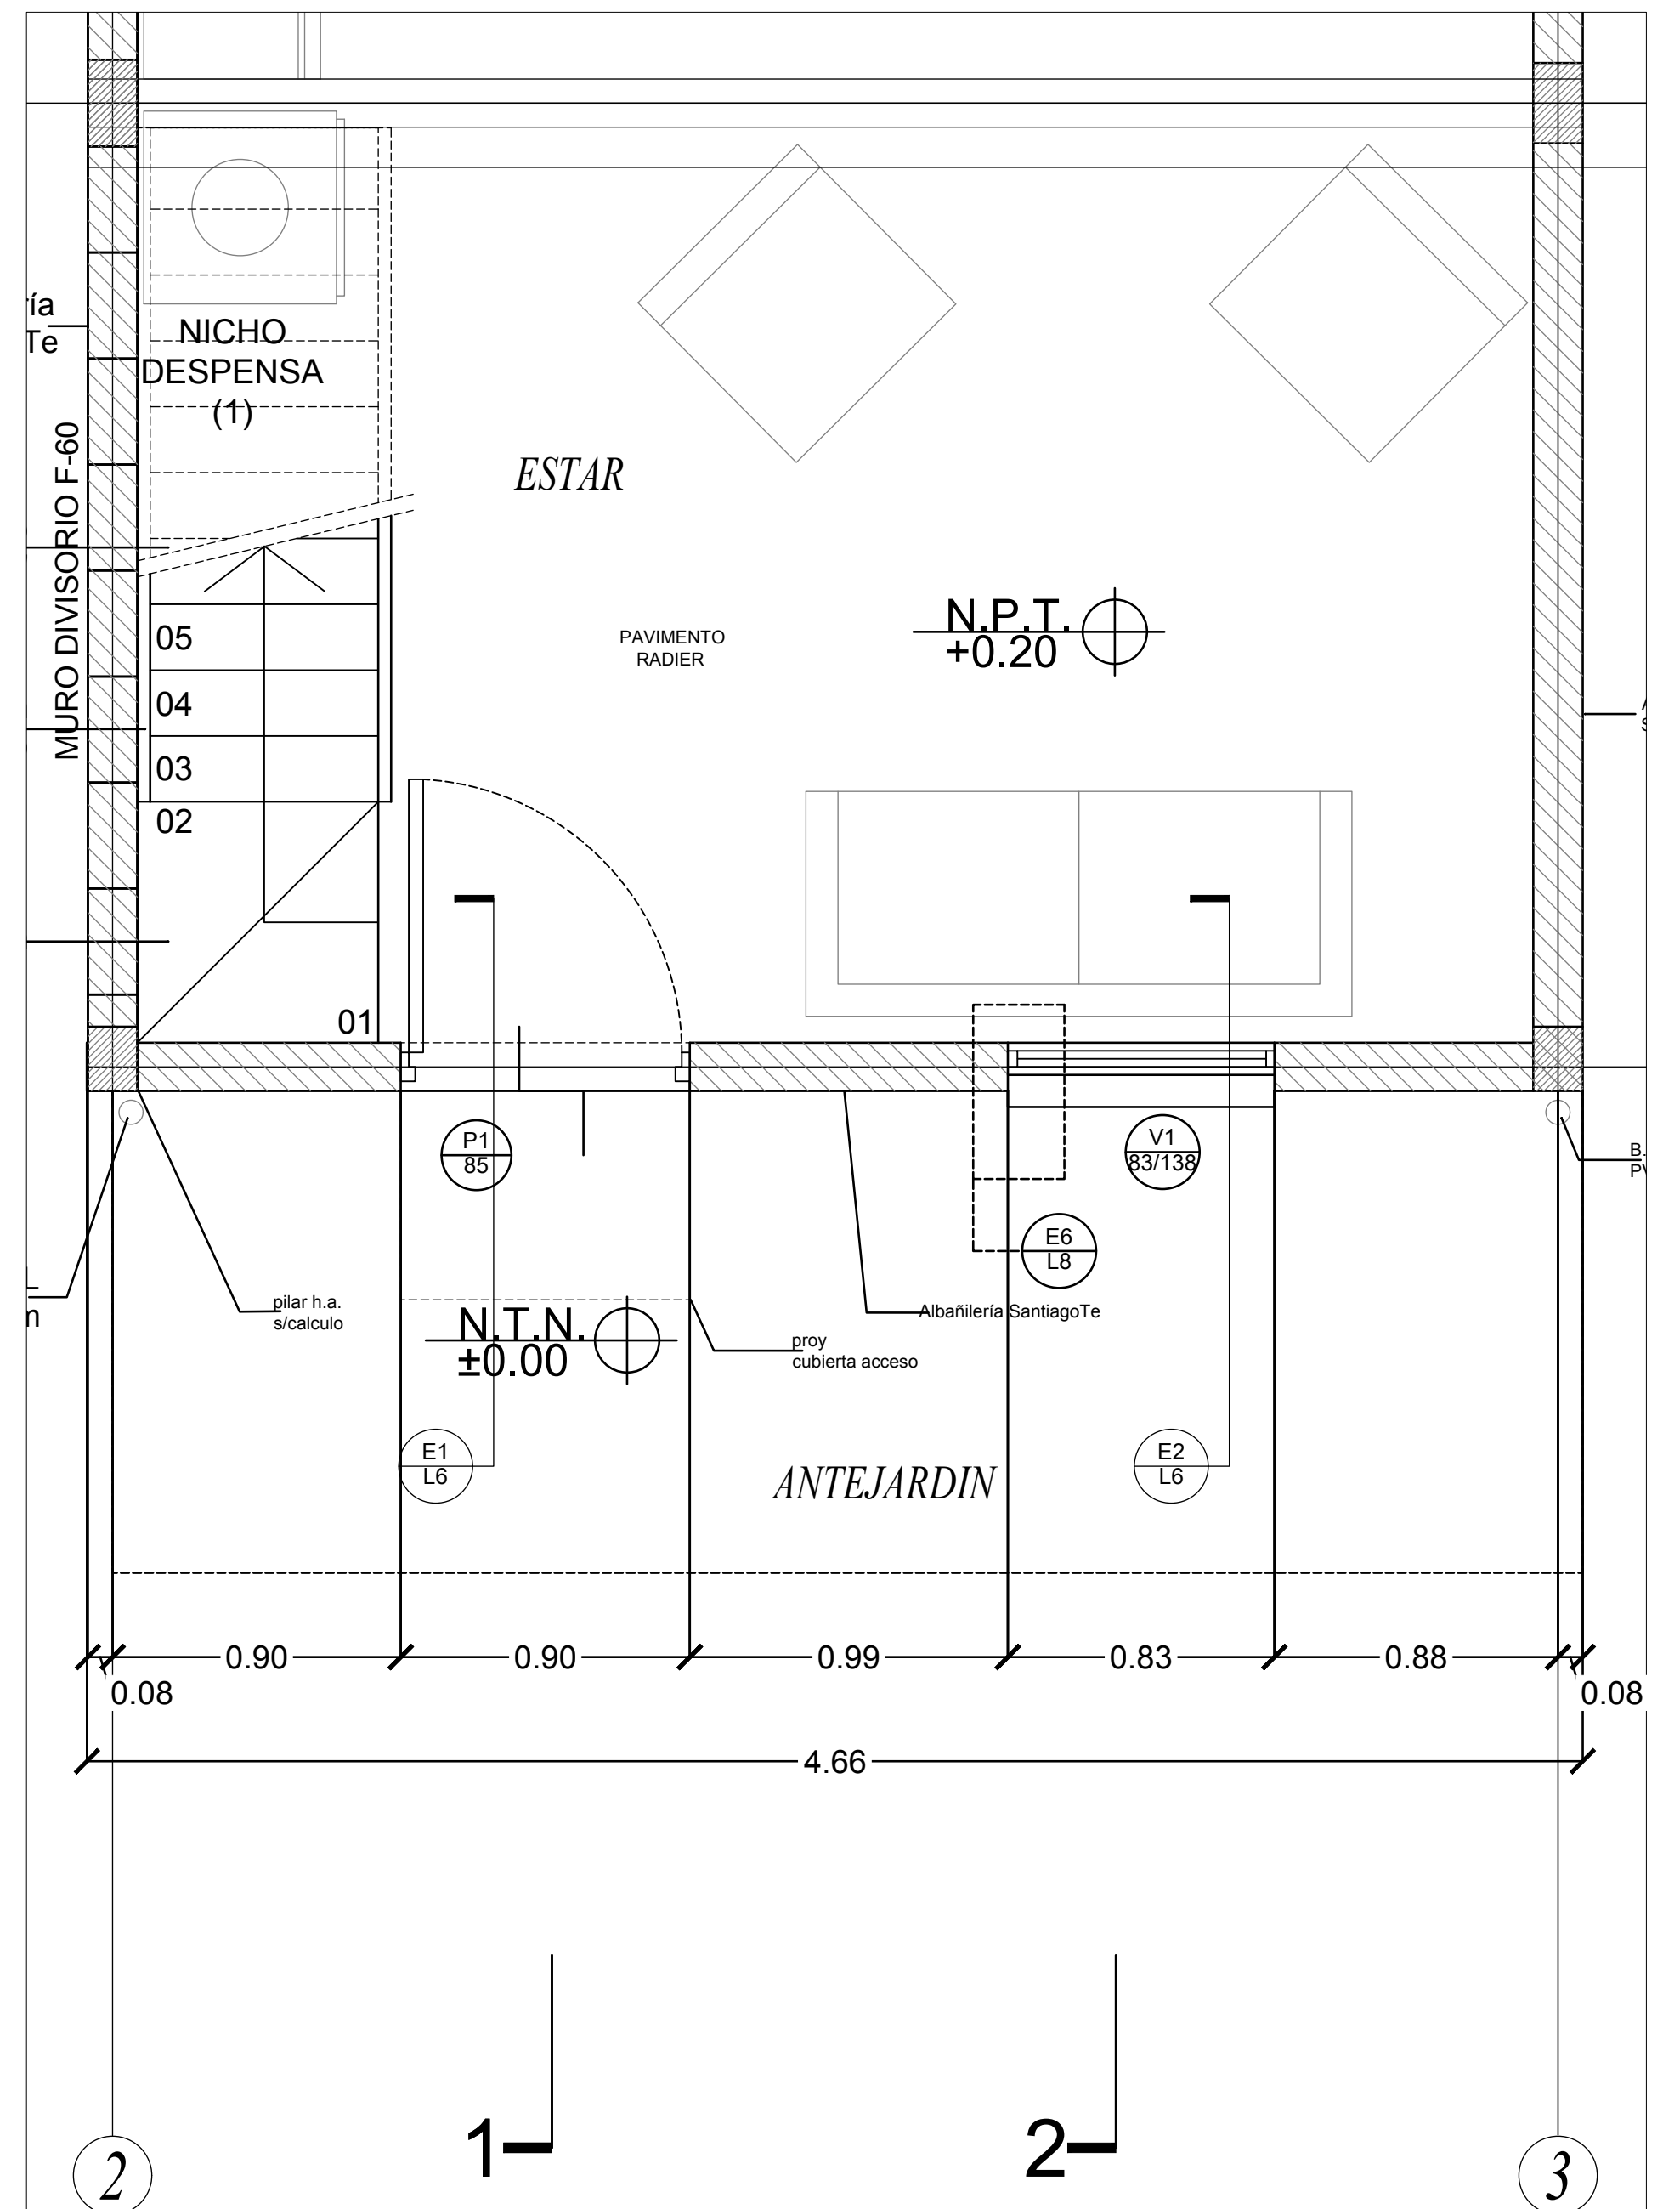 ía
Te
NICHO
DESPENSA
(1)
MURO DIVISORIO F-60
ESTAR
N.P.T.
+0.20
PAVIMENTO
RADIER
05
04
03
02
01
P1
85
V1
83/138
B.
E6
L8
pilar h.a.
s/calculo
Albañilería SantiagoTe
N.T.N.
±0.00
proy
cubierta acceso
E1
L6
ANTEJARDIN
E2
L6
0.90
0.90
0.99
0.83
0.88
0.08
0.08
4.66
1
2
2
3